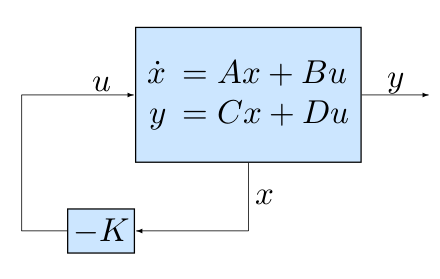 u
ẋ = Ax + Bu
y = Cx + Du
y
x
−K